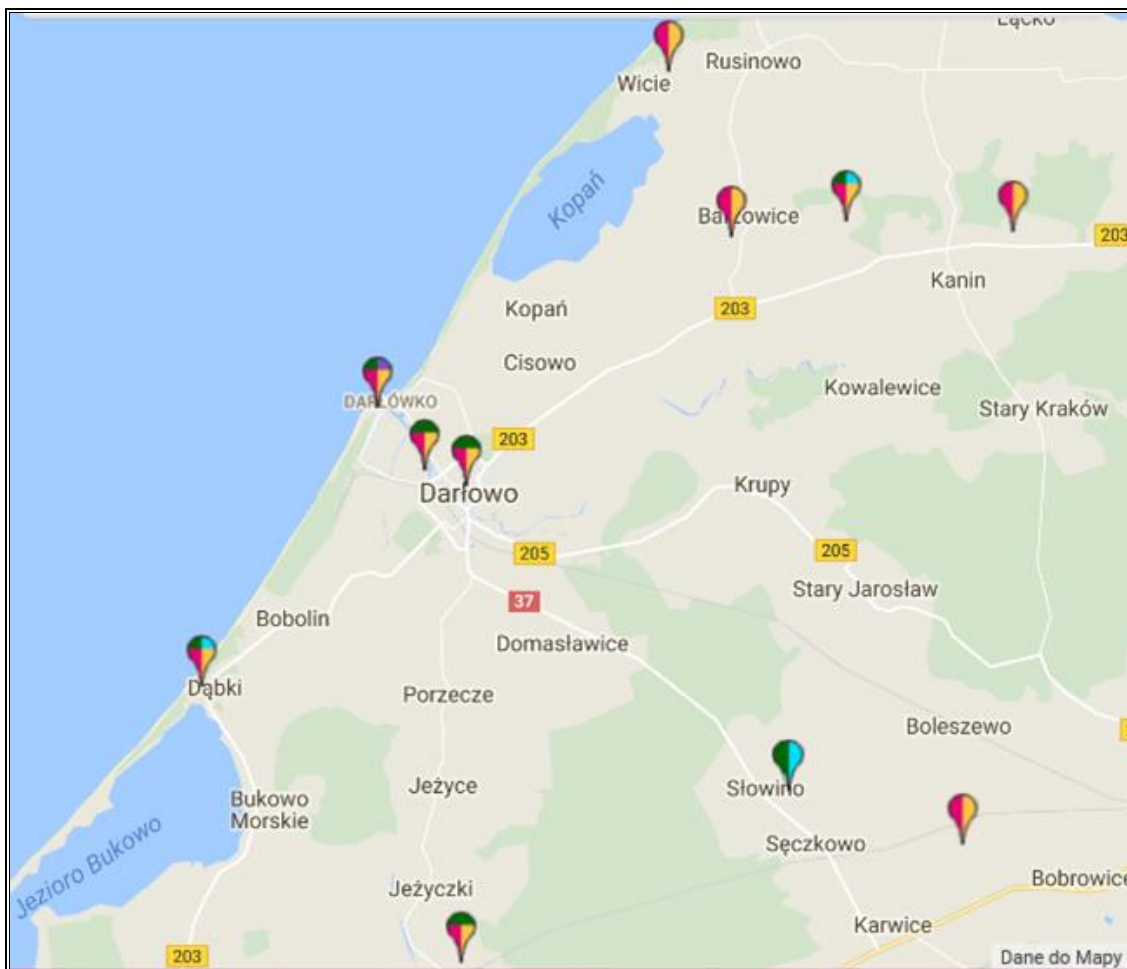 Łącko
Rusinowo
Wicie
Kopań
Barzowice
203
Kanin
203
Kopań
Cisowo
Kowalewice
DARŁÓWKO
Stary Kraków
203
Darłowo
Krupy
205
205
Stary Jarosław
37
Bobolin
Domasławice
Dąbki
Porzecze
Boleszewo
Jeżyce
Słowino
Bukowo
Morskie
Sęczkowo
Jezioro Bukowo
Jeżyczki
Bobrowice
Karwice
203
Dane do Mapy